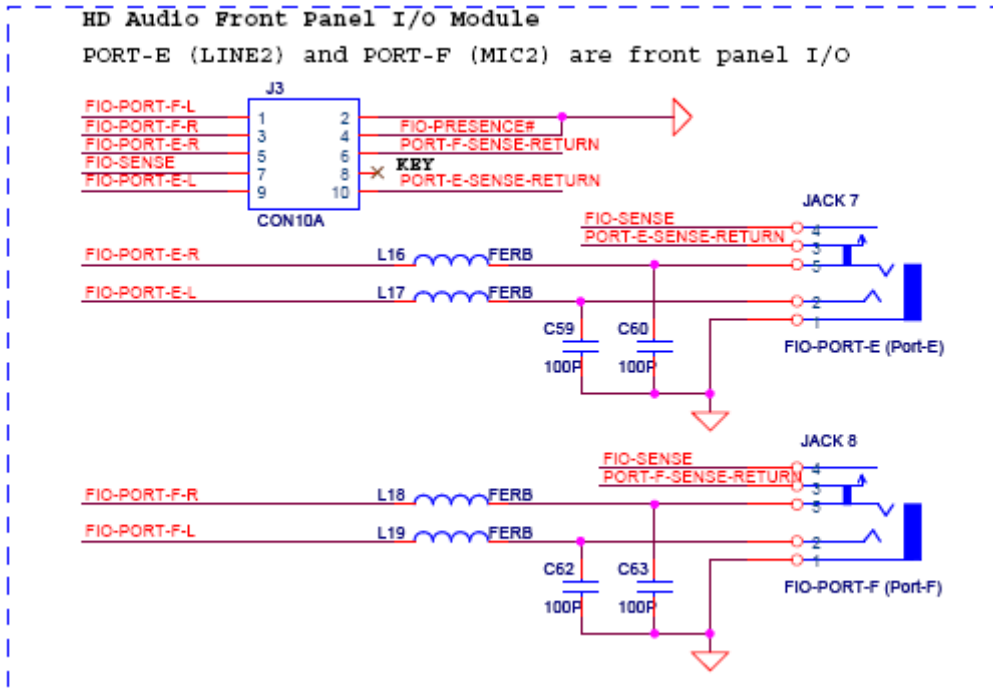 HD Audio Front Panel I/O Module
PORT-E (LINE2) and PORT-F (MIC2) are front panel I/O
J3
FIO-PORT-F-L 1 2
FIO-PORT-F-R 3 4 FIO-PRESENCE#
FIO-PORT-E-R 5 6 PORT-F-SENSE-RETURN
FIO-SENSE 7 8 KEY
FIO-PORT-E-L 9 10 PORT-E-SENSE-RETURN
CON10A
JACK 7
FIO-SENSE 4
PORT-E-SENSE-RETURN 3
FIO-PORT-E-R L16 FERB 5
FIO-PORT-E-L L17 FERB 2
1
C59 C60
FIO-PORT-E (Port-E)
100P 100P
JACK 8
FIO-SENSE 4
PORT-F-SENSE-RETURN 3
FIO-PORT-F-R L18 FERB 5
FIO-PORT-F-L L19 FERB 2
1
C62 C63
FIO-PORT-F (Port-F)
100P 100P